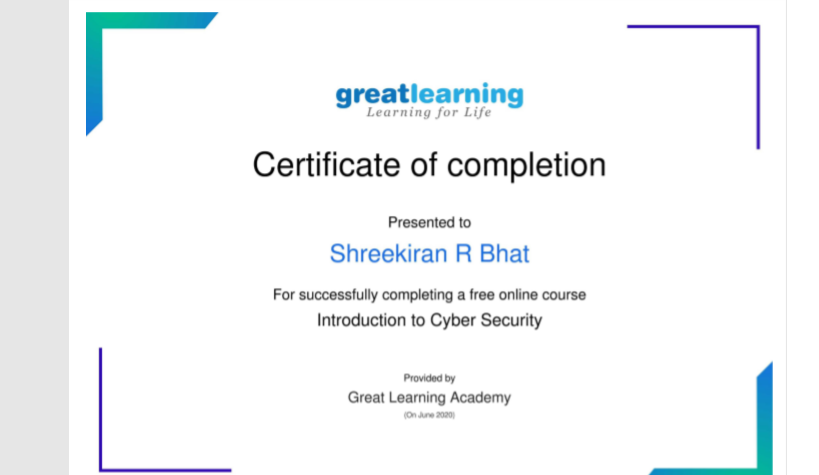 greatlearning
Learning for Life
Certificate of completion
Presented to
Shreekiran R Bhat
For successfully completing a free online course
Introduction to Cyber Security
Provided by
Great Learning Academy
(On June 2020)